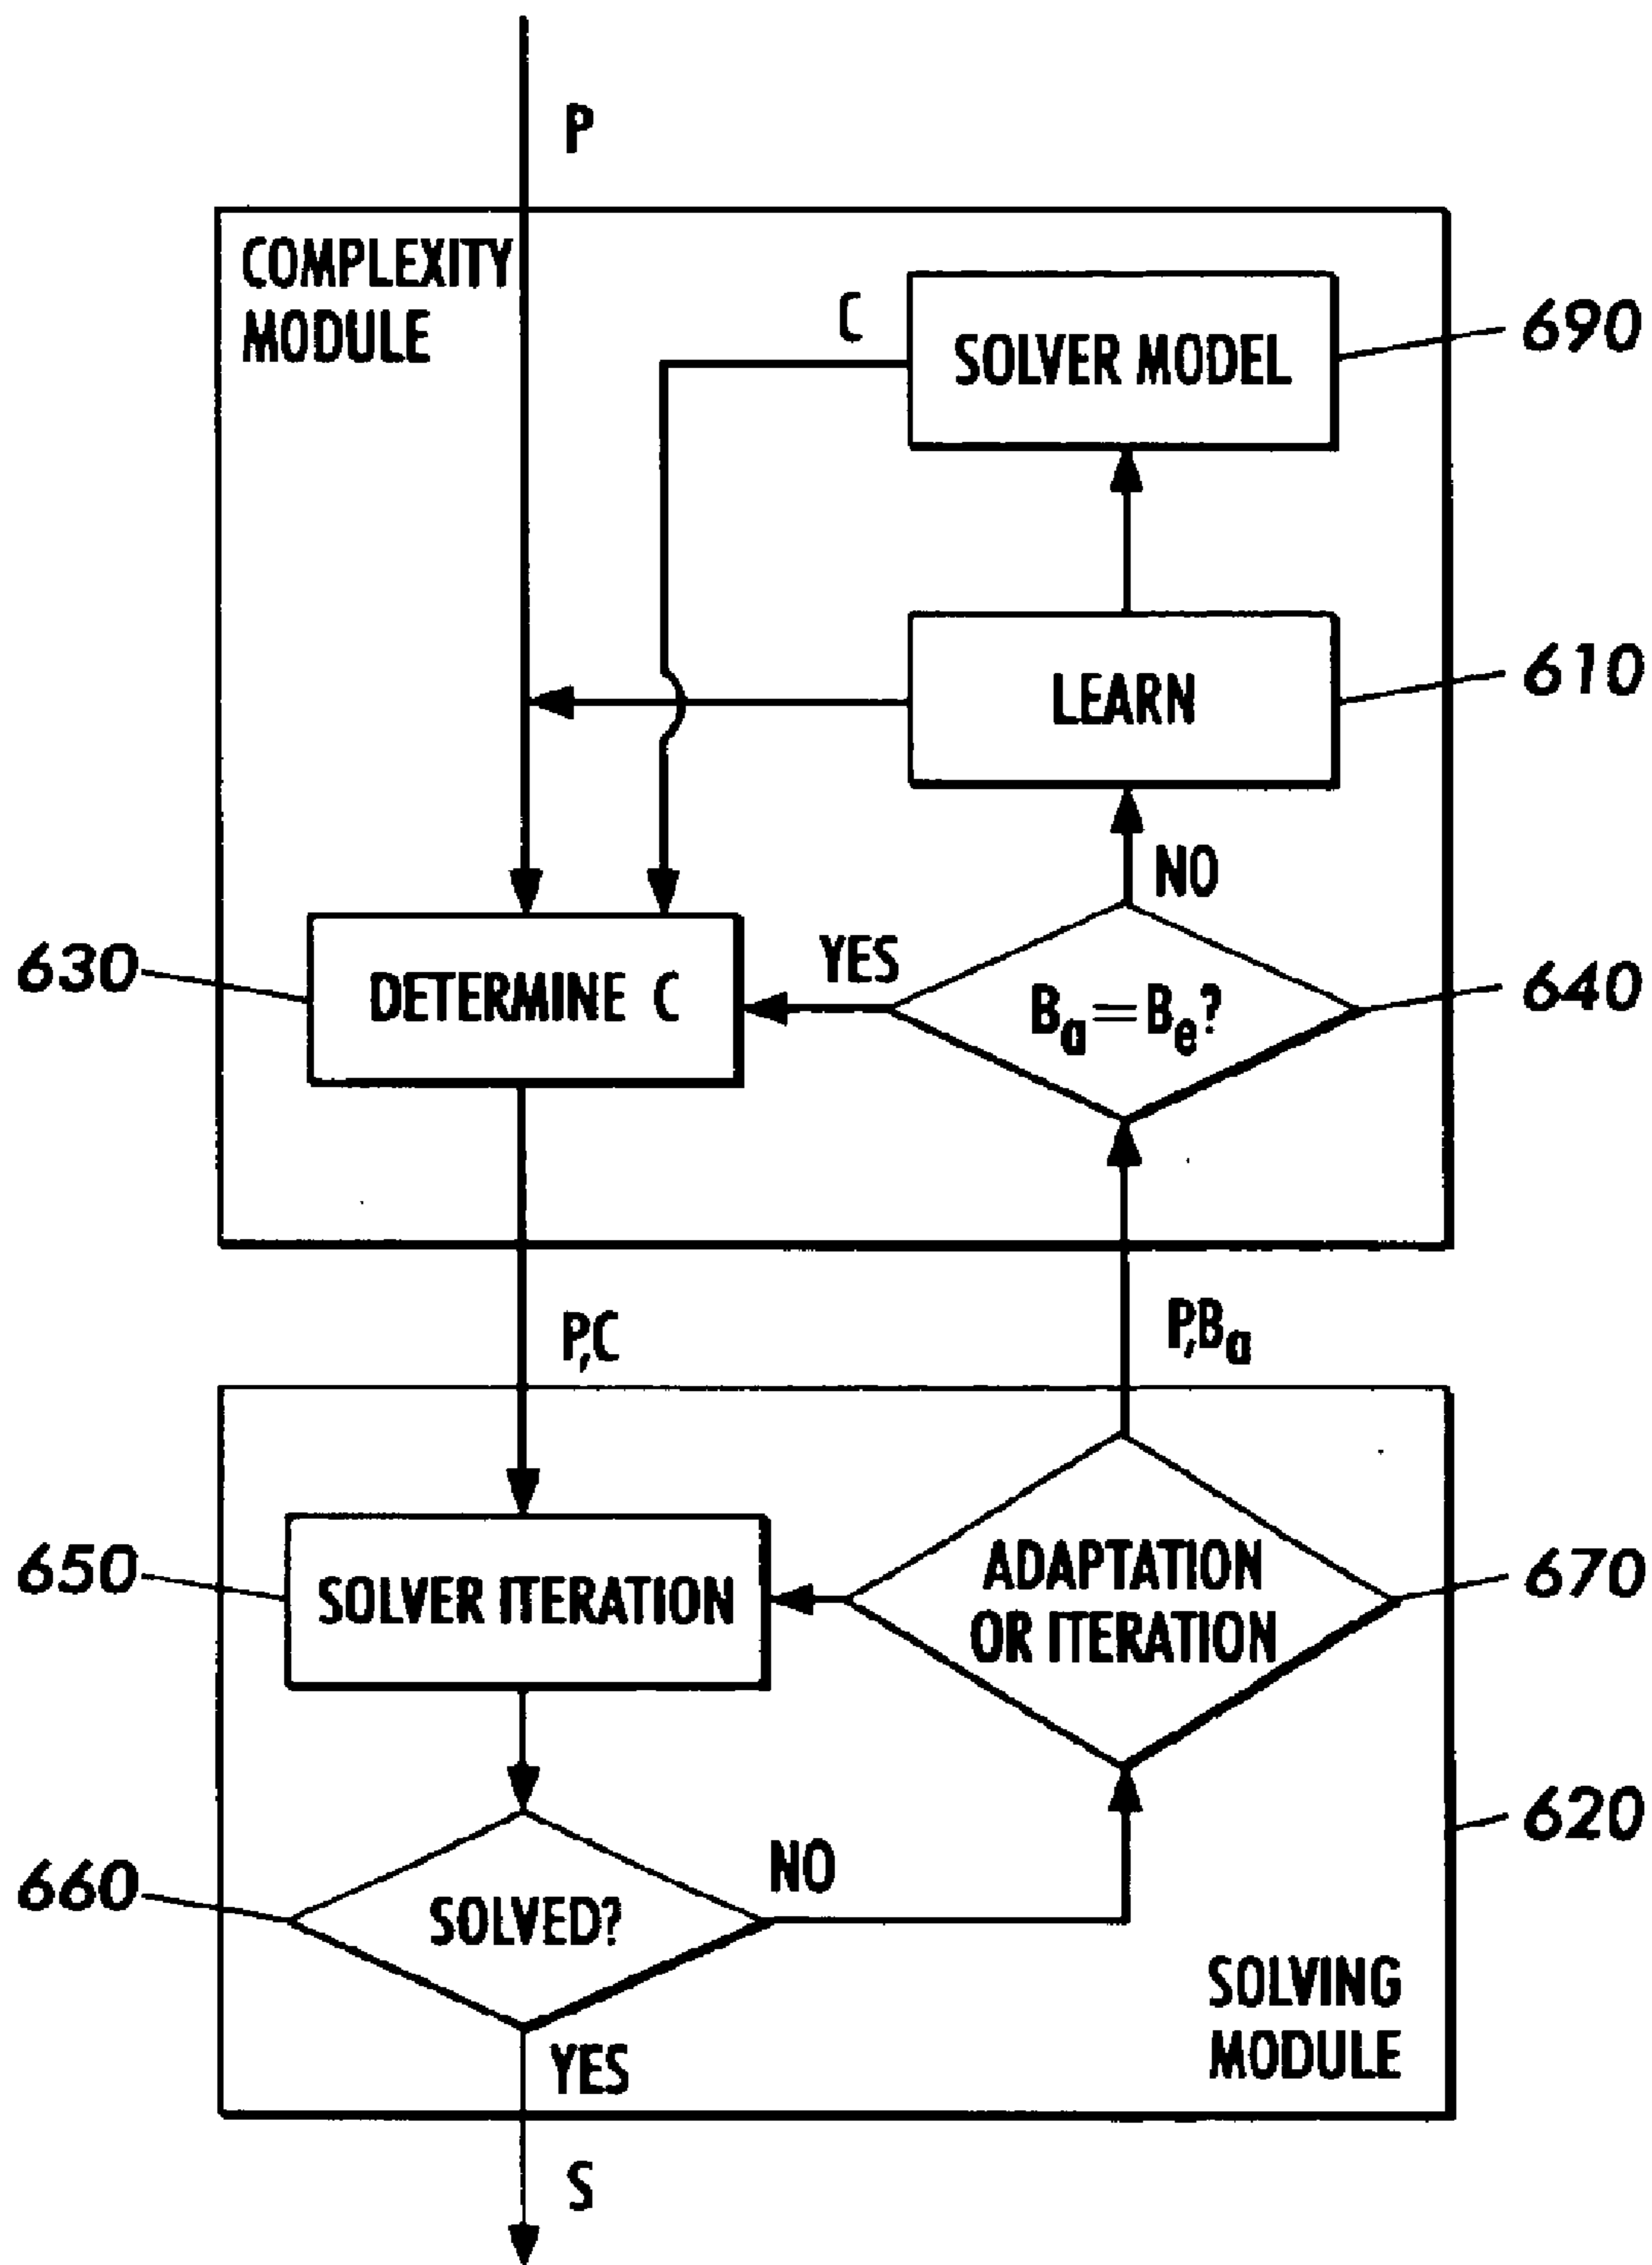 P
COMPLEXITY
MODULE
C
SOLVER MODEL
690
LEARN
610
NO
YES
630
DETERMINE C
Ba=Be?
640
P,C
P,Ba
650
SOLVER ITERATION
ADAPTATION
OR ITERATION
670
620
660
SOLVED?
NO
SOLVING
MODULE
YES
S